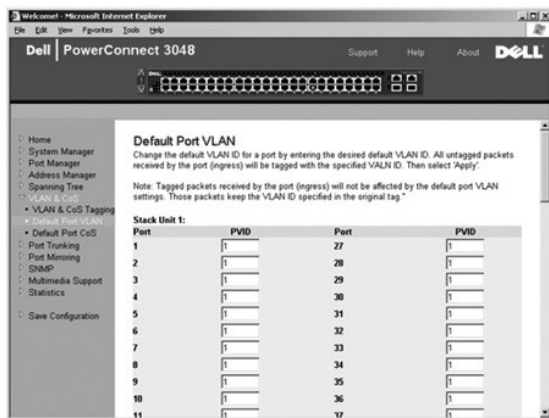 Welcome! - Microsoft Internet Explorer
File Edit View Favorites Tools Help
Dell | PowerConnect 3048
Support Help About DELL
Home
System Manager
Port Manager
Address Manager
Spanning Tree
VLAN & CoS
VLAN & CoS Tagging
Default Port VLAN
Default Port CoS
Port Trunking
Port Mirroring
SNMP
Multimedia Support
Statistics
Save Configuration
Default Port VLAN
Change the default VLAN ID for a port by entering the desired default VLAN ID. All untagged packets
received by the port (ingress) will be tagged with the specified VALN ID. Then select 'Apply'.
Note: Tagged packets received by the port (ingress) will not be affected by the default port VLAN
settings. Those packets keep the VLAN ID specified in the original tag."
Stack Unit 1:
Port PVID Port PVID
1 1 27 1
2 1 28 1
3 1 29 1
4 1 30 1
5 1 31 1
6 1 32 1
7 1 33 1
8 1 34 1
9 1 35 1
10 1 36 1
11 37